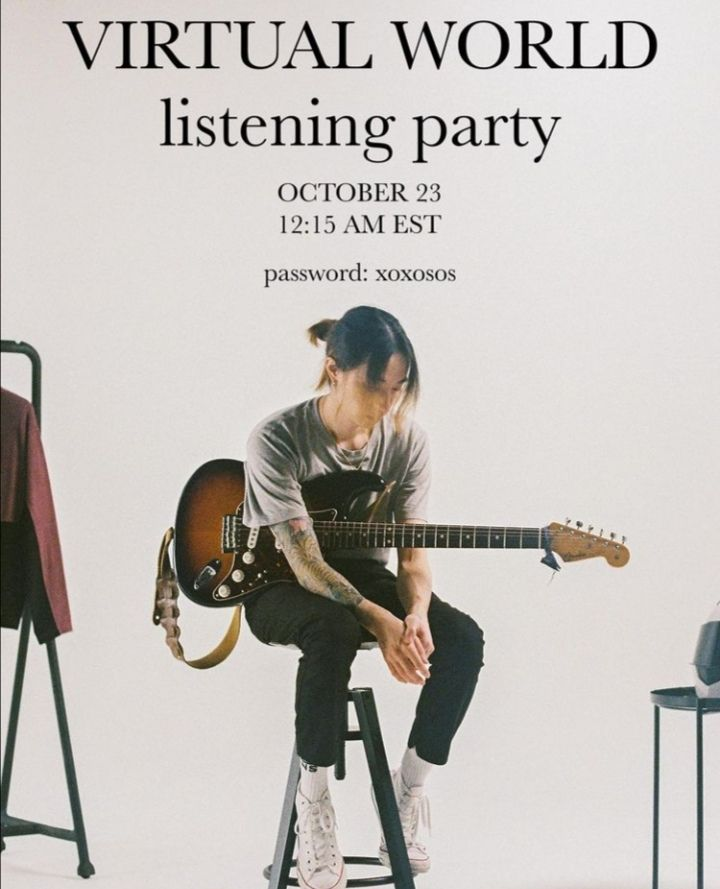 VIRTUAL WORLD
listening party
OCTOBER 23
12:15 AM EST
password: xoxosos